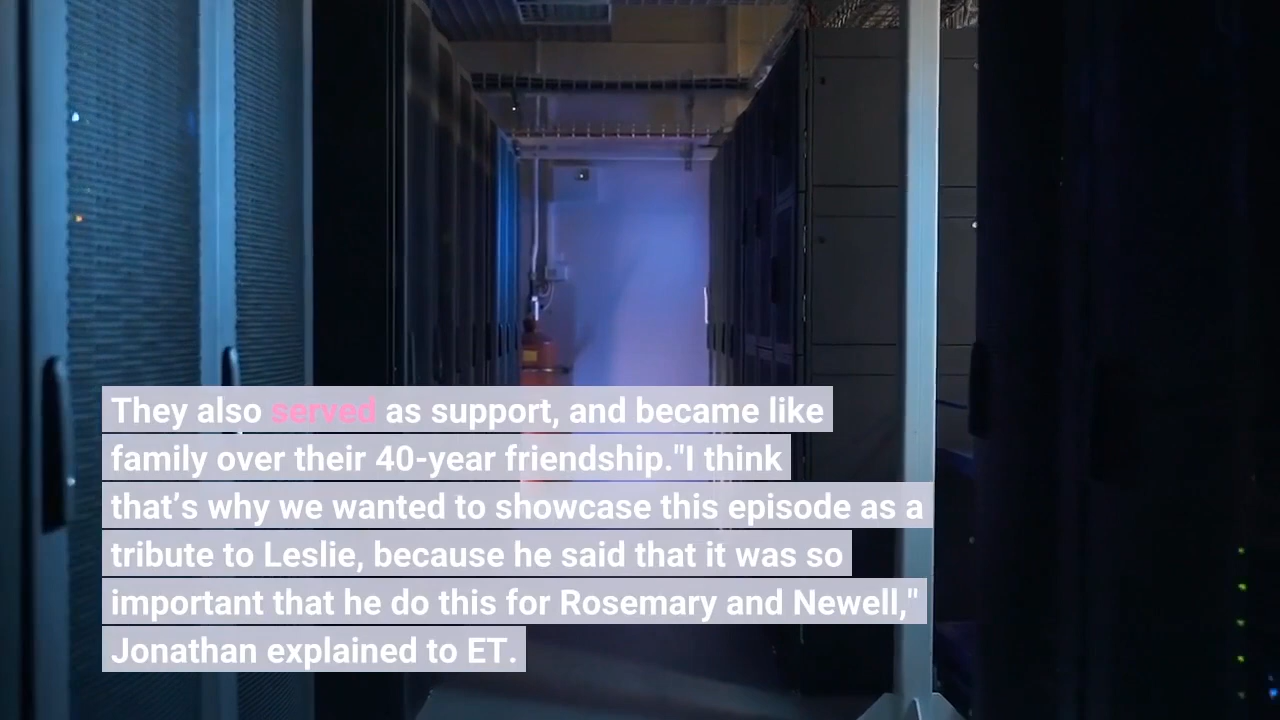 They also served as support, and became like
family over their 40-year friendship."I think
that’s why we wanted to showcase this episode as a
tribute to Leslie, because he said that it was so
important that he do this for Rosemary and Newell,"
Jonathan explained to ET.